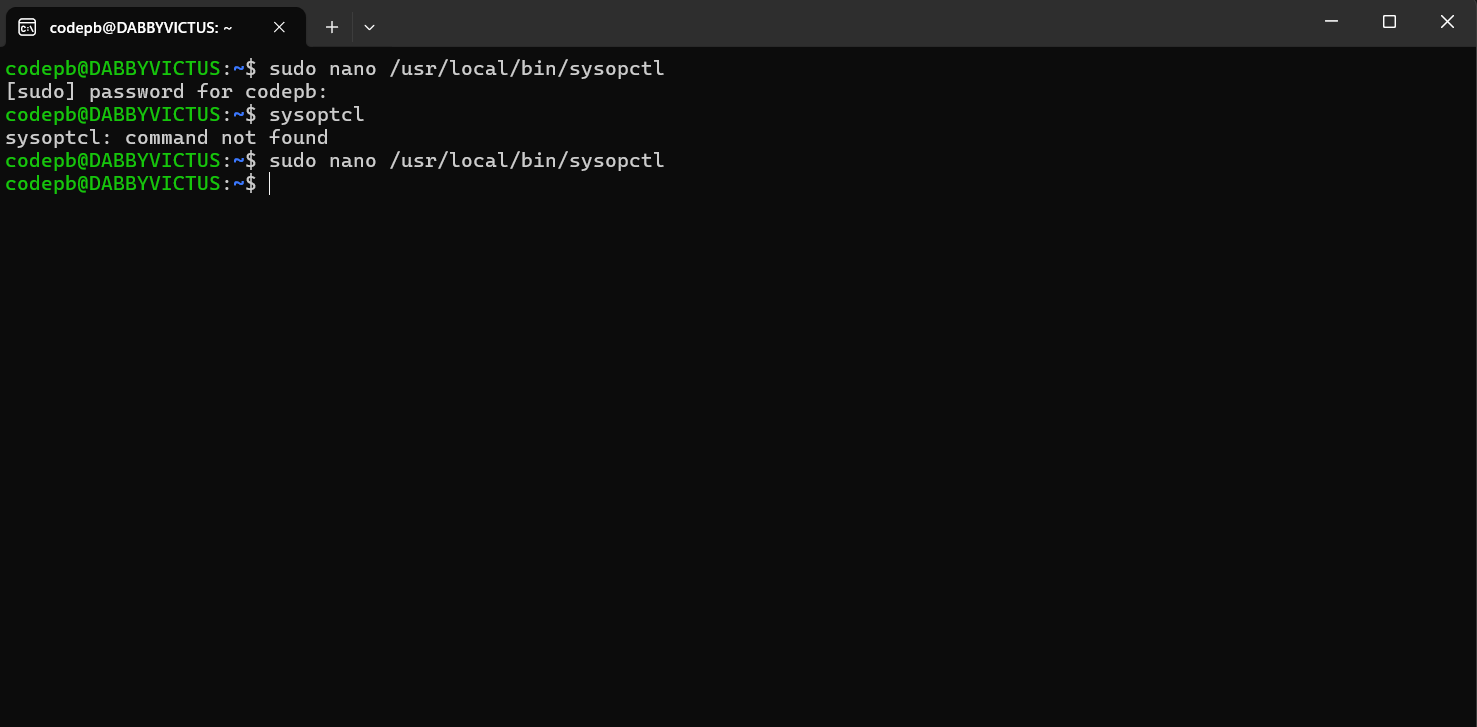 codepb@DABBYVICTUS: ~
codepb@DABBYVICTUS:~$ sudo nano /usr/local/bin/sysopctl
[sudo] password for codepb:
codepb@DABBYVICTUS:~$ sysoptcl
sysoptcl: command not found
codepb@DABBYVICTUS:~$ sudo nano /usr/local/bin/sysopctl
codepb@DABBYVICTUS:~$